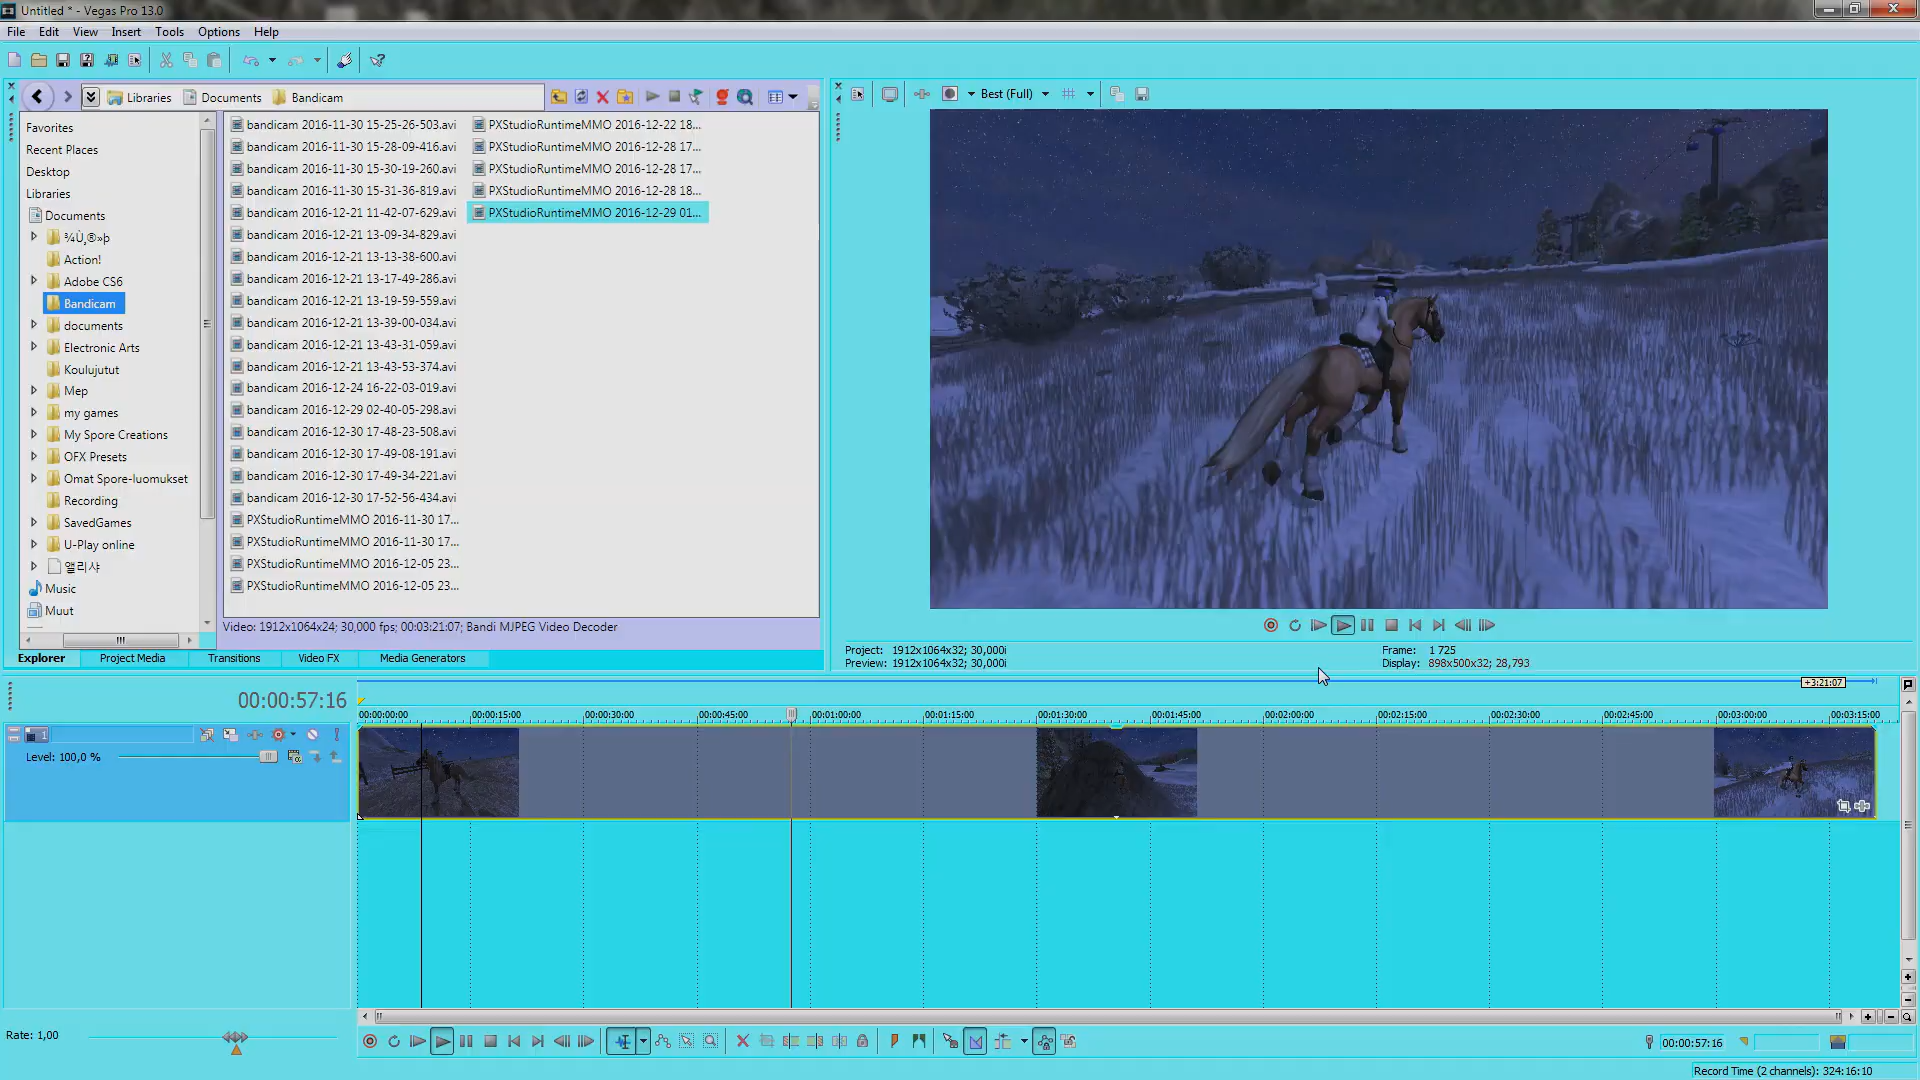 Untitled * - Vegas Pro 13.0
File Edit View Insert Tools Options Help
Libraries Documents Bandicam
Best (Full)
Favorites
Recent Places
Desktop
Libraries
Documents
¾Ù¸®»þ
Action!
Adobe CS6
Bandicam
documents
Electronic Arts
Koulujutut
Mep
my games
My Spore Creations
OFX Presets
Omat Spore-luomukset
Recording
SavedGames
U-Play online
앨리샤
Music
Muut
bandicam 2016-11-30 15-25-26-503.avi
bandicam 2016-11-30 15-28-09-416.avi
bandicam 2016-11-30 15-30-19-260.avi
bandicam 2016-11-30 15-31-36-819.avi
bandicam 2016-12-21 11-42-07-629.avi
bandicam 2016-12-21 13-09-34-829.avi
bandicam 2016-12-21 13-13-38-600.avi
bandicam 2016-12-21 13-17-49-286.avi
bandicam 2016-12-21 13-19-59-559.avi
bandicam 2016-12-21 13-39-00-034.avi
bandicam 2016-12-21 13-43-31-059.avi
bandicam 2016-12-21 13-43-53-374.avi
bandicam 2016-12-24 16-22-03-019.avi
bandicam 2016-12-29 02-40-05-298.avi
bandicam 2016-12-30 17-48-23-508.avi
bandicam 2016-12-30 17-49-08-191.avi
bandicam 2016-12-30 17-49-34-221.avi
bandicam 2016-12-30 17-52-56-434.avi
PXStudioRuntimeMMO 2016-11-30 17...
PXStudioRuntimeMMO 2016-11-30 17...
PXStudioRuntimeMMO 2016-12-05 23...
PXStudioRuntimeMMO 2016-12-05 23...
PXStudioRuntimeMMO 2016-12-22 18...
PXStudioRuntimeMMO 2016-12-28 17...
PXStudioRuntimeMMO 2016-12-28 17...
PXStudioRuntimeMMO 2016-12-28 18...
PXStudioRuntimeMMO 2016-12-29 01...
Video: 1912x1064x24; 30,000 fps; 00:03:21:07; Bandi MJPEG Video Decoder
Explorer Project Media Transitions Video FX Media Generators
Project: 1912x1064x32; 30,000i
Preview: 1912x1064x32; 30,000i
Frame: 1 725
Display: 898x500x32; 28,793
+3:21:07
00:00:57:16
00:00:00:00 00:00:15:00 00:00:30:00 00:00:45:00 00:01:00:00 00:01:15:00 00:01:30:00 00:01:45:00 00:02:00:00 00:02:15:00 00:02:30:00 00:02:45:00 00:03:00:00 00:03:15:00
1
Level: 100,0 %
Rate: 1,00
00:00:57:16
Record Time (2 channels): 324:16:10